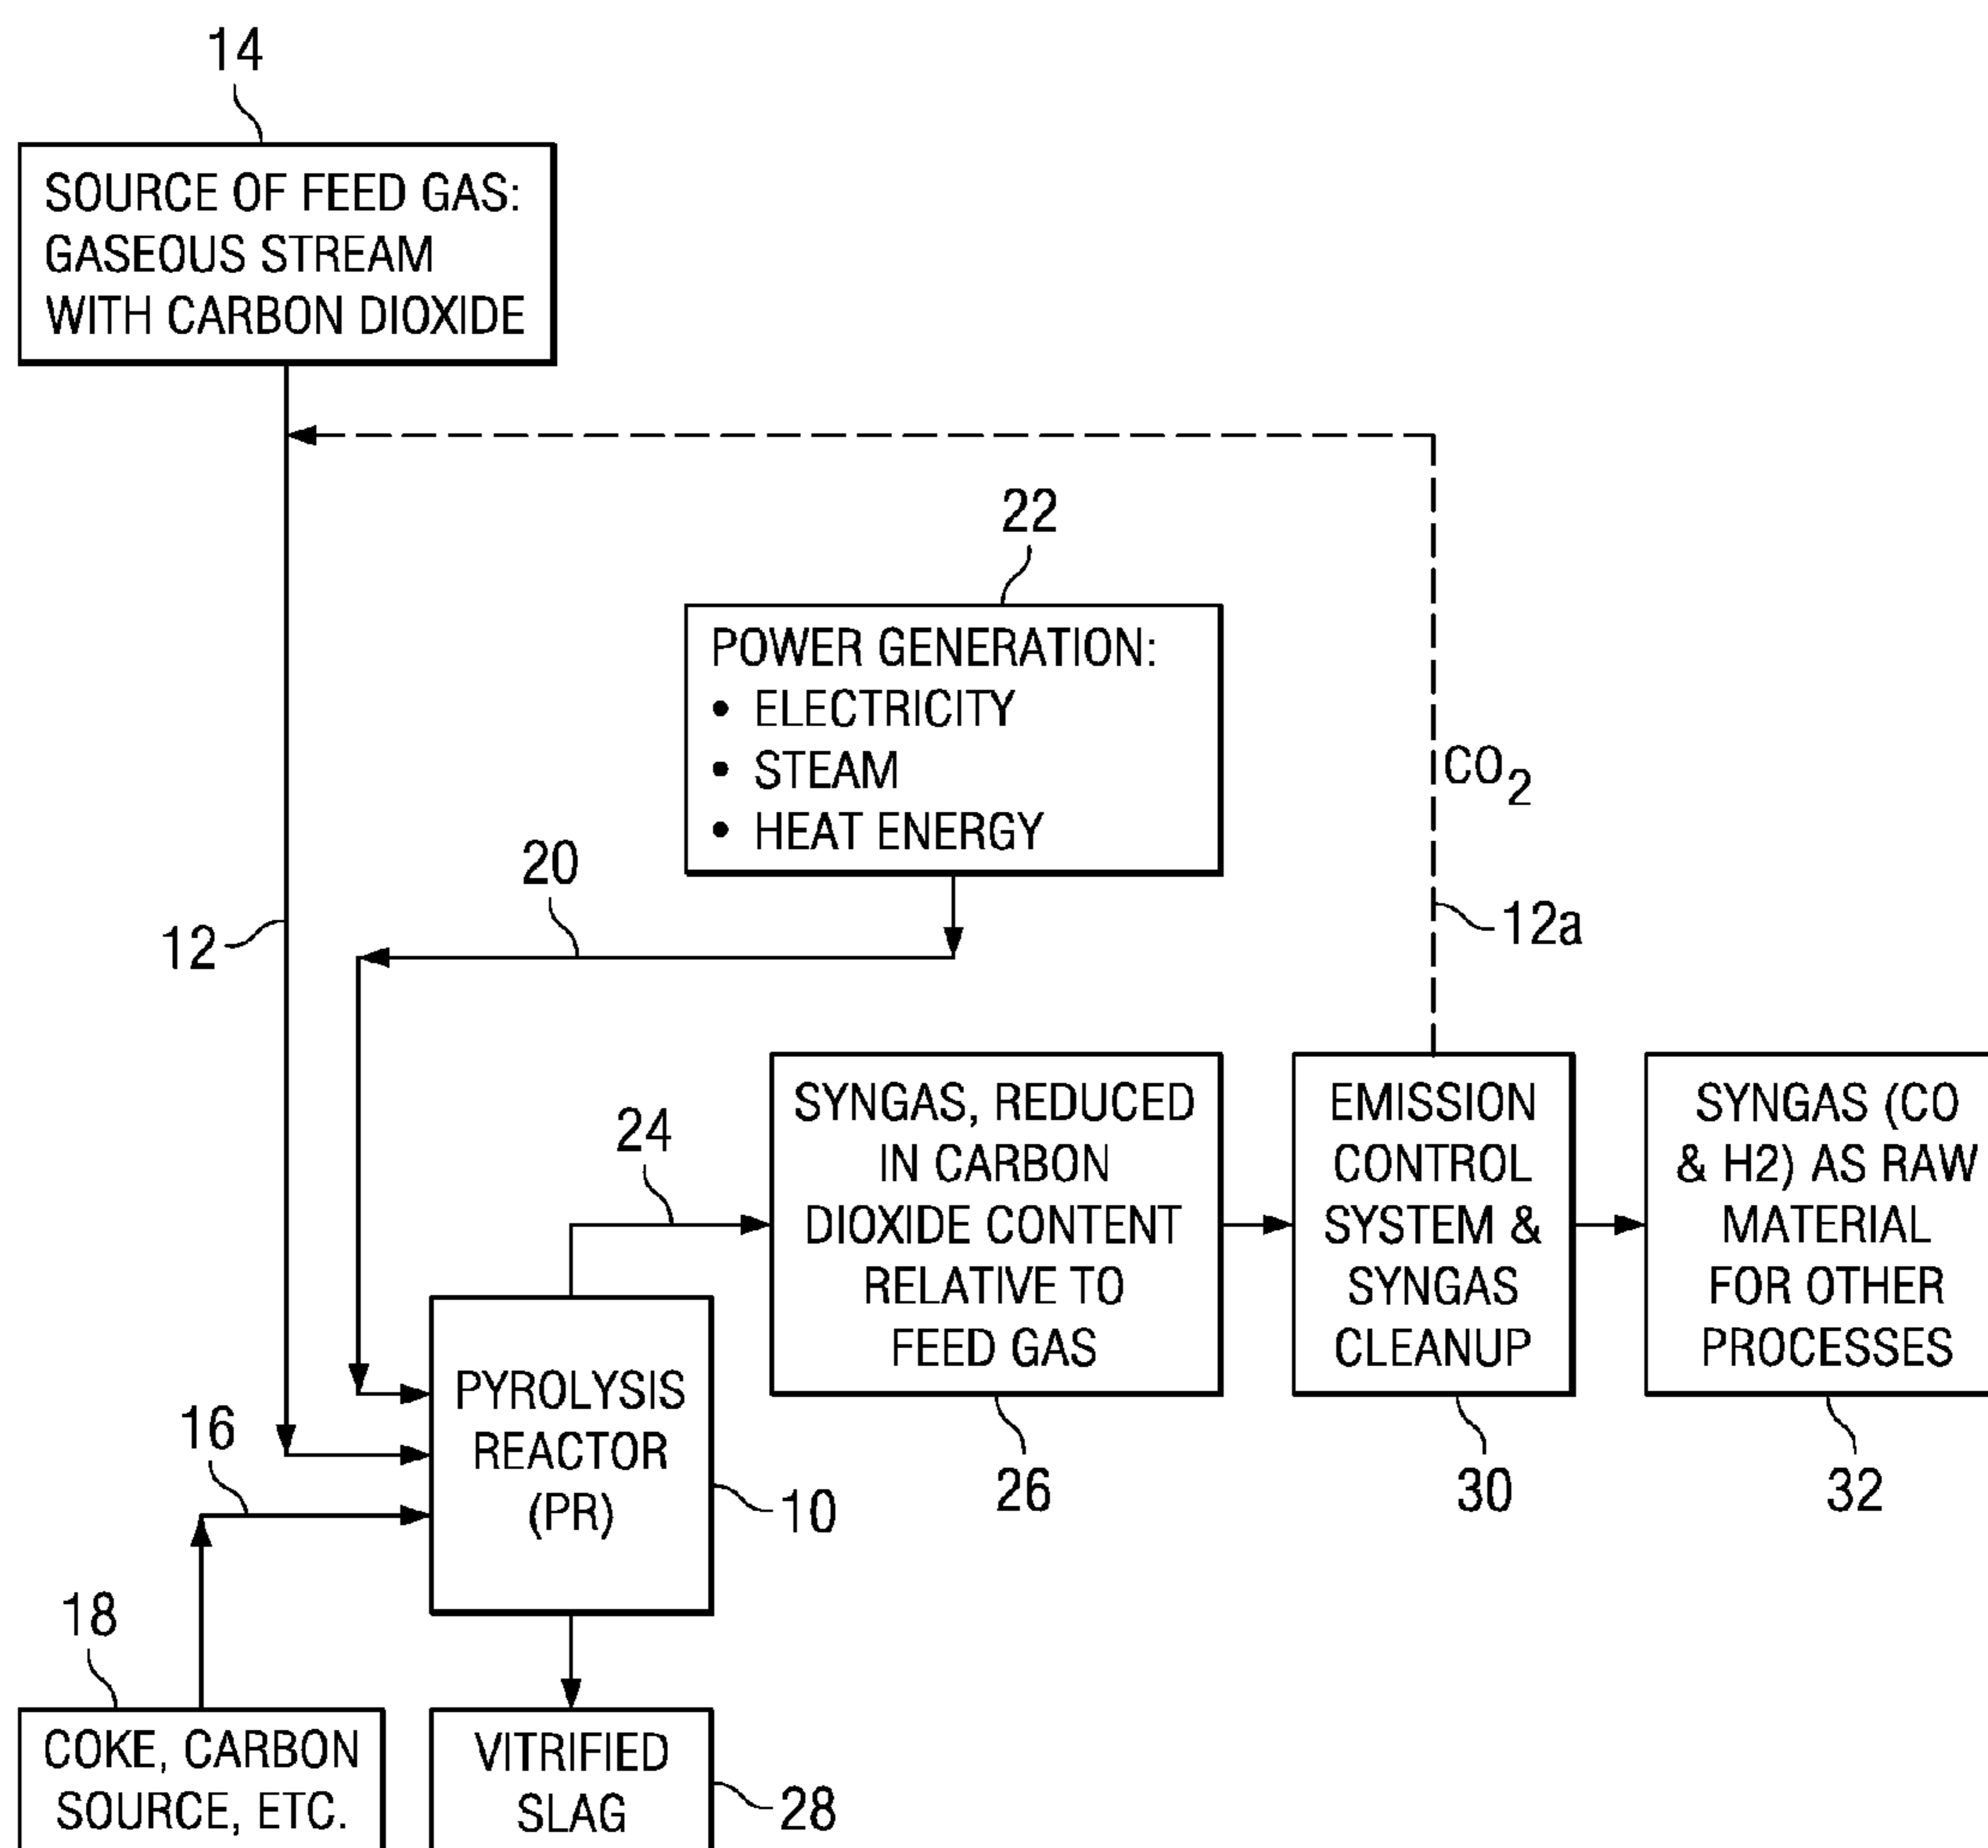 14
SOURCE OF FEED GAS:
GASEOUS STREAM
WITH CARBON DIOXIDE
22
POWER GENERATION:
• ELECTRICITY
• STEAM
• HEAT ENERGY
CO2
20
12
12a
24
SYNGAS, REDUCED
IN CARBON
DIOXIDE CONTENT
RELATIVE TO
FEED GAS
26
EMISSION
CONTROL
SYSTEM &
SYNGAS
CLEANUP
30
SYNGAS (CO
& H2) AS RAW
MATERIAL
FOR OTHER
PROCESSES
32
16
PYROLYSIS
REACTOR
(PR)
10
18
COKE, CARBON
SOURCE, ETC.
VITRIFIED
SLAG
28